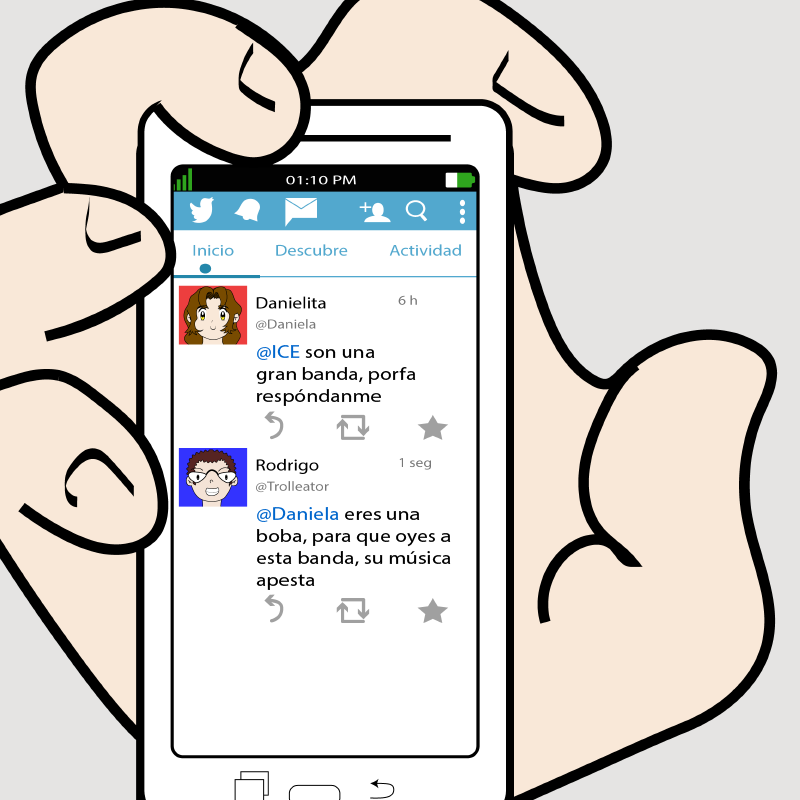 01:10 PM
Inicio Descubre Actividad
Danielita 6 h
@Daniela
@ICE son una
gran banda, porfa
respóndanme
Rodrigo 1 seg
@Trolleator
@Daniela eres una
boba, para que oyes a
esta banda, su música
apesta